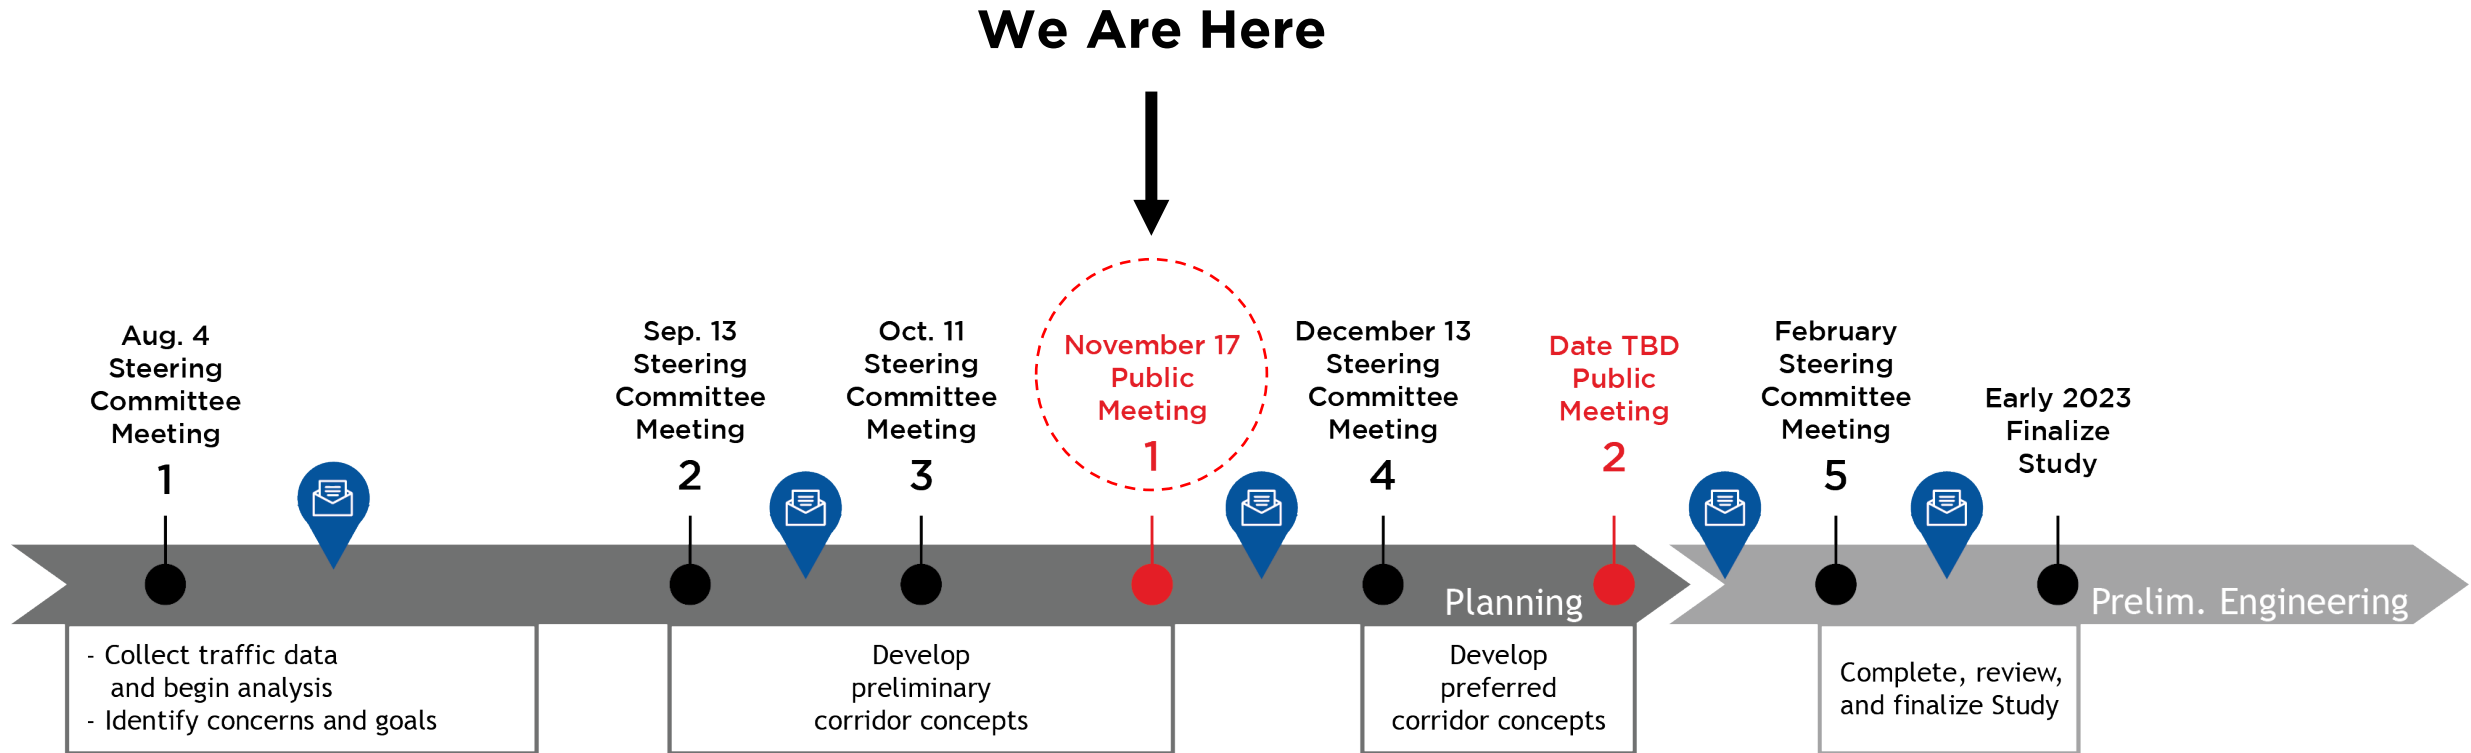 We Are Here
Aug. 4
Steering
Committee
Meeting
1
Sep. 13
Steering
Committee
Meeting
2
Oct. 11
Steering
Committee
Meeting
3
November 17
Public
Meeting
1
December 13
Steering
Committee
Meeting
4
Date TBD
Public
Meeting
2
February
Steering
Committee
Meeting
5
Early 2023
Finalize
Study
Planning
Prelim. Engineering
- Collect traffic data
and begin analysis
- Identify concerns and goals
Develop
preliminary
corridor concepts
Develop
preferred
corridor concepts
Complete, review,
and finalize Study